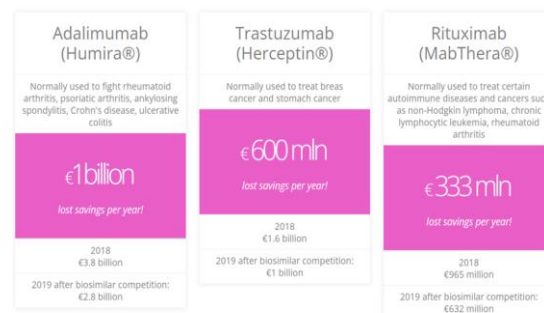 Adalimumab
(Humira®)
Normally used to fight rheumatoid
arthritis, psoriatic arthritis, ankylosing
spondylitis, Crohn's disease, ulcerative
colitis
€1 billion
lost savings per year!
2018
€3.8 billion
2019 after biosimilar competition:
€2.8 billion
Trastuzumab
(Herceptin®)
Normally used to treat breas
cancer and stomach cancer
€600 mln
lost savings per year!
2018
€1.6 billion
2019 after biosimilar competition:
€1 billion
Rituximab
(MabThera®)
Normally used to treat certain
autoimmune diseases and cancers suc
as non-Hodgkin lymphoma, chronic
lymphocytic leukemia, rheumatoid
arthritis
€333 mln
lost savings per year!
2018
€965 million
2019 after biosimilar competition:
€632 million